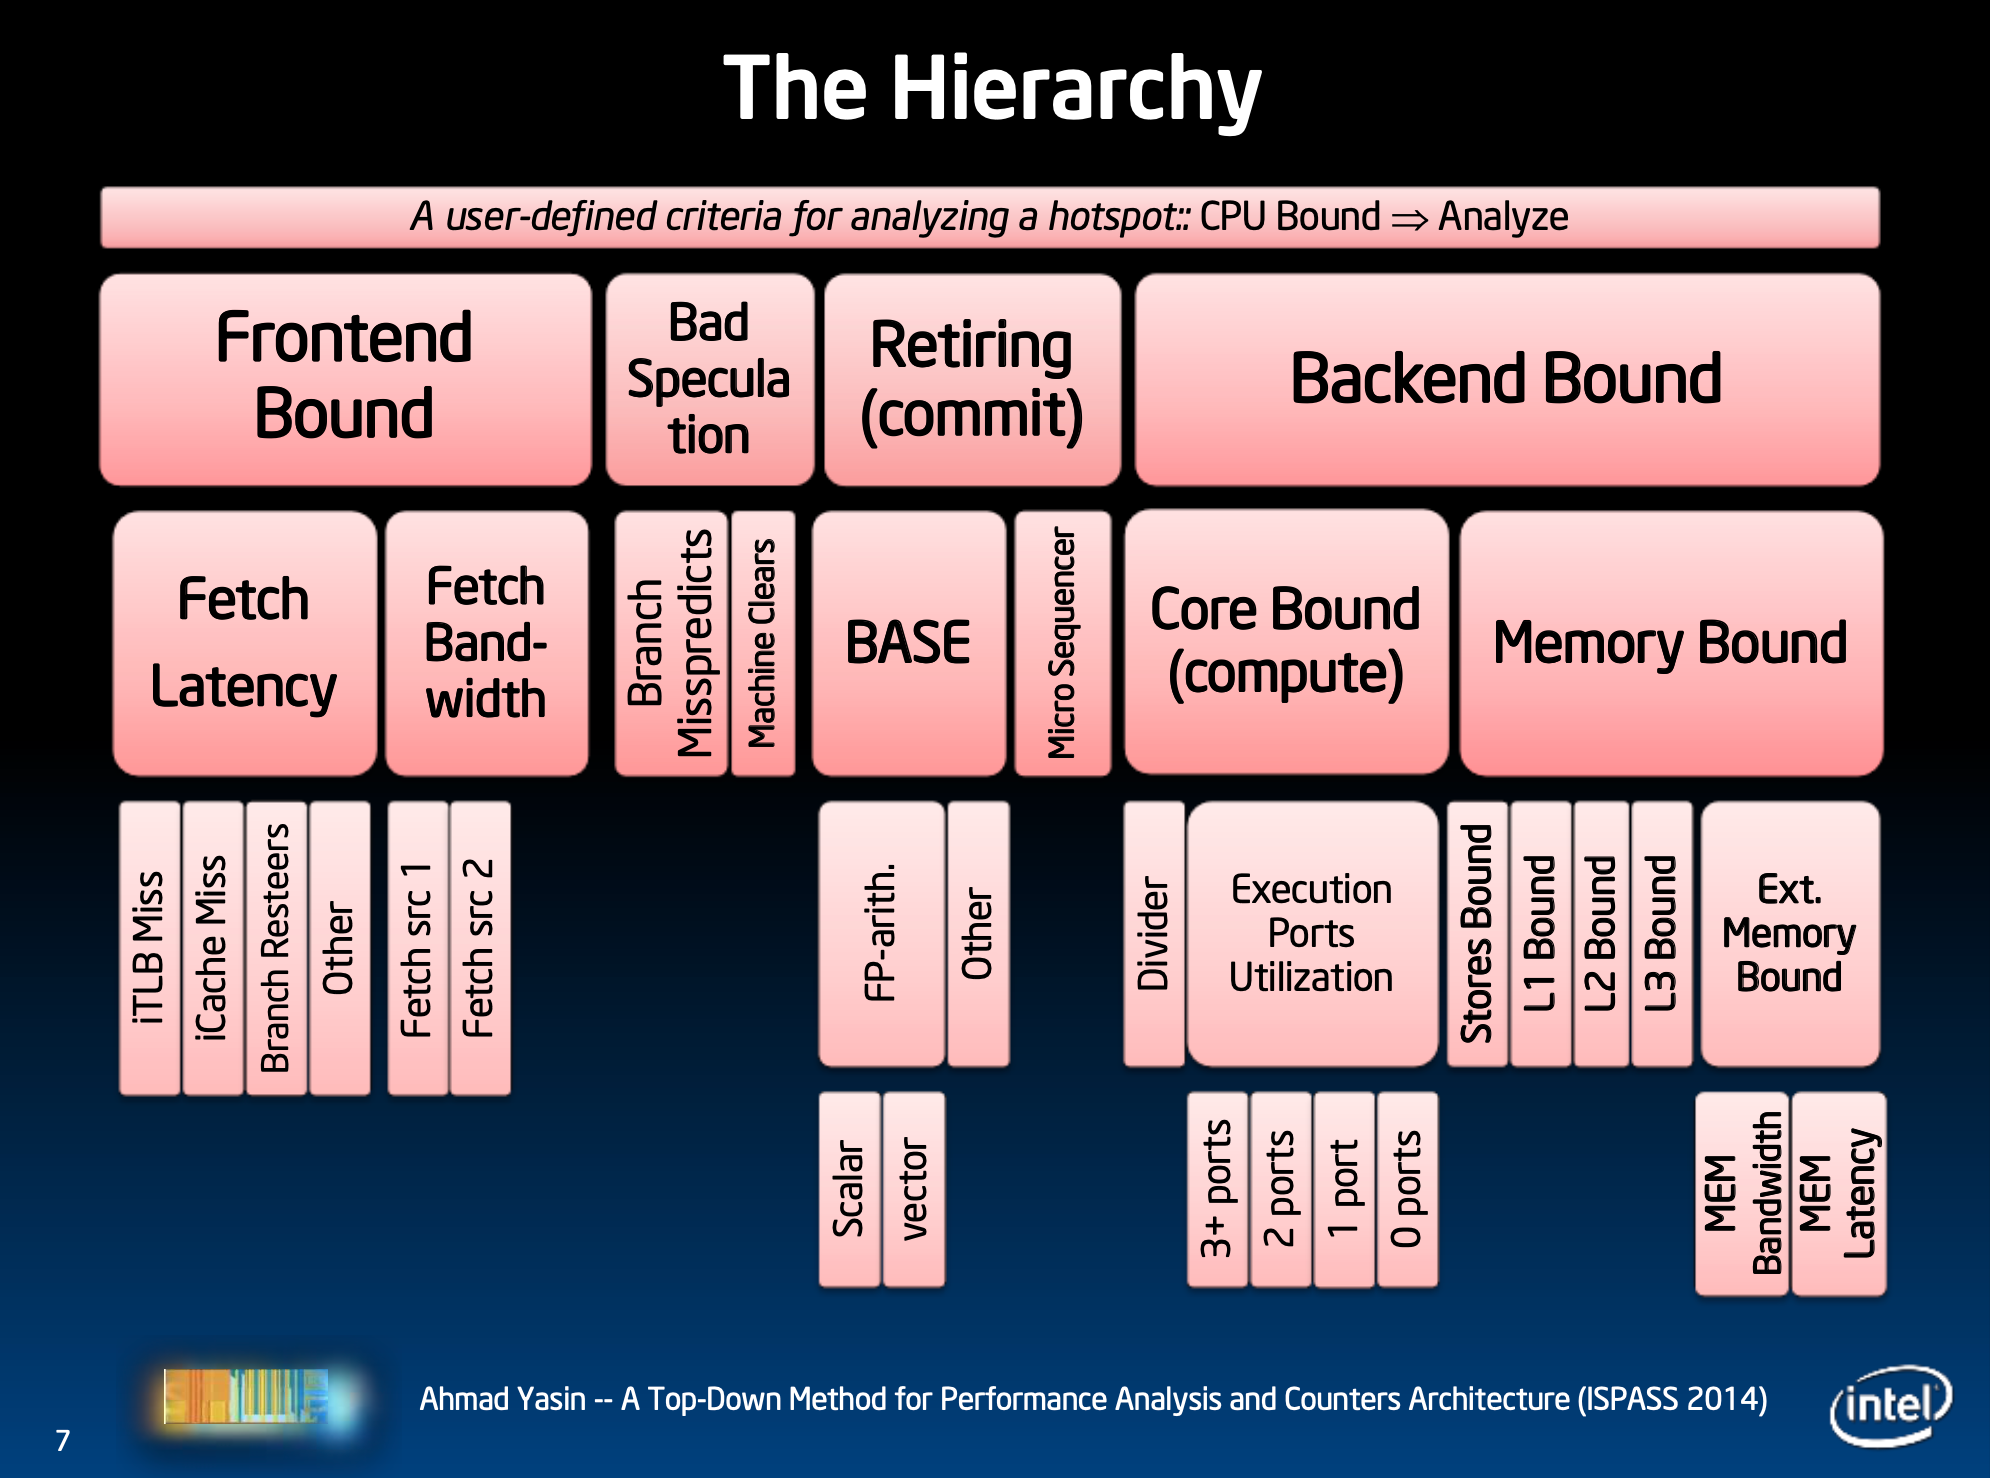 The Hierarchy
A user-defined criteria for analyzing a hotspot:: CPU Bound ⇒ Analyze
Frontend
Bound
Bad
Specula
tion
Retiring
(commit)
Backend Bound
Fetch
Latency
Fetch
Band-
width
Branch
Misspredicts
Machine Clears
BASE
Micro Sequencer
Core Bound
(compute)
Memory Bound
iTLB Miss
iCache Miss
Branch Resteers
Other
Fetch src 1
Fetch src 2
FP-arith.
Other
Divider
Execution
Ports
Utilization
Stores Bound
L1 Bound
L2 Bound
L3 Bound
Ext.
Memory
Bound
Scalar
vector
3+ ports
2 ports
1 port
0 ports
MEM
Bandwidth
MEM
Latency
Ahmad Yasin -- A Top-Down Method for Performance Analysis and Counters Architecture (ISPASS 2014)
intel
7